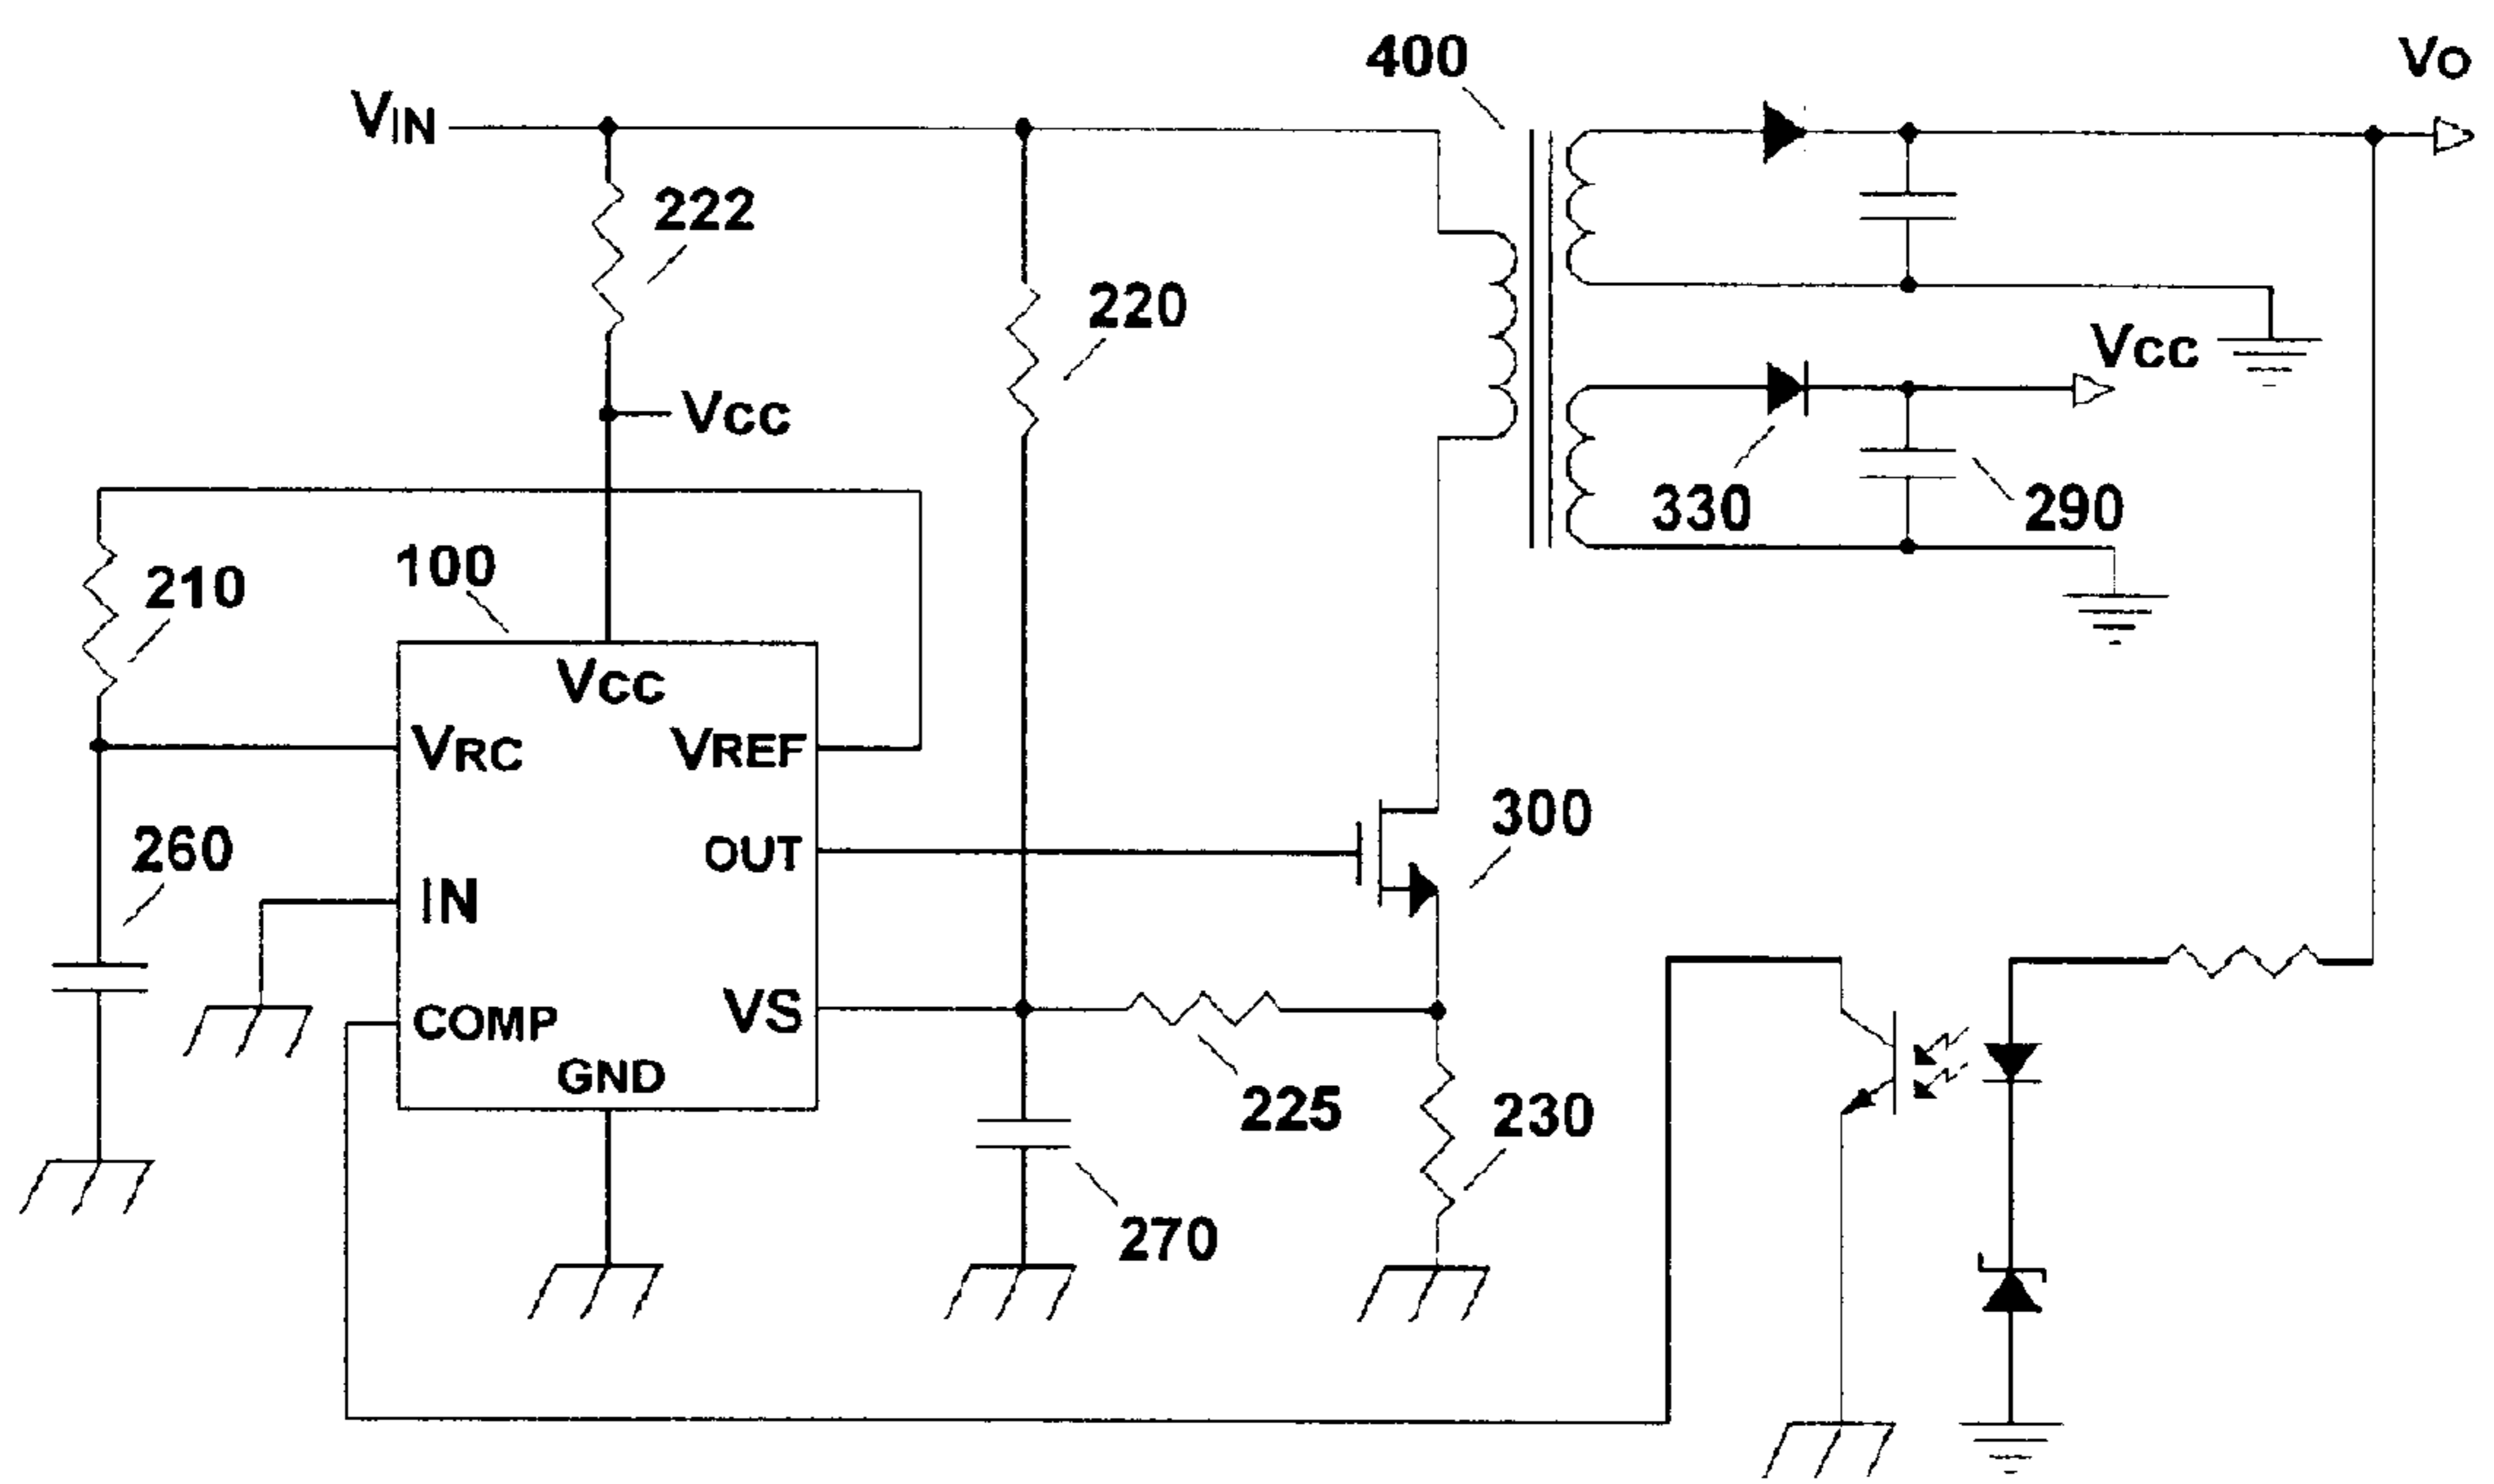 400
VO
VIN
222
220
VCC
VCC
330
290
100
210
VCC
VRC
VREF
300
260
OUT
IN
VS
COMP
GND
225
230
270